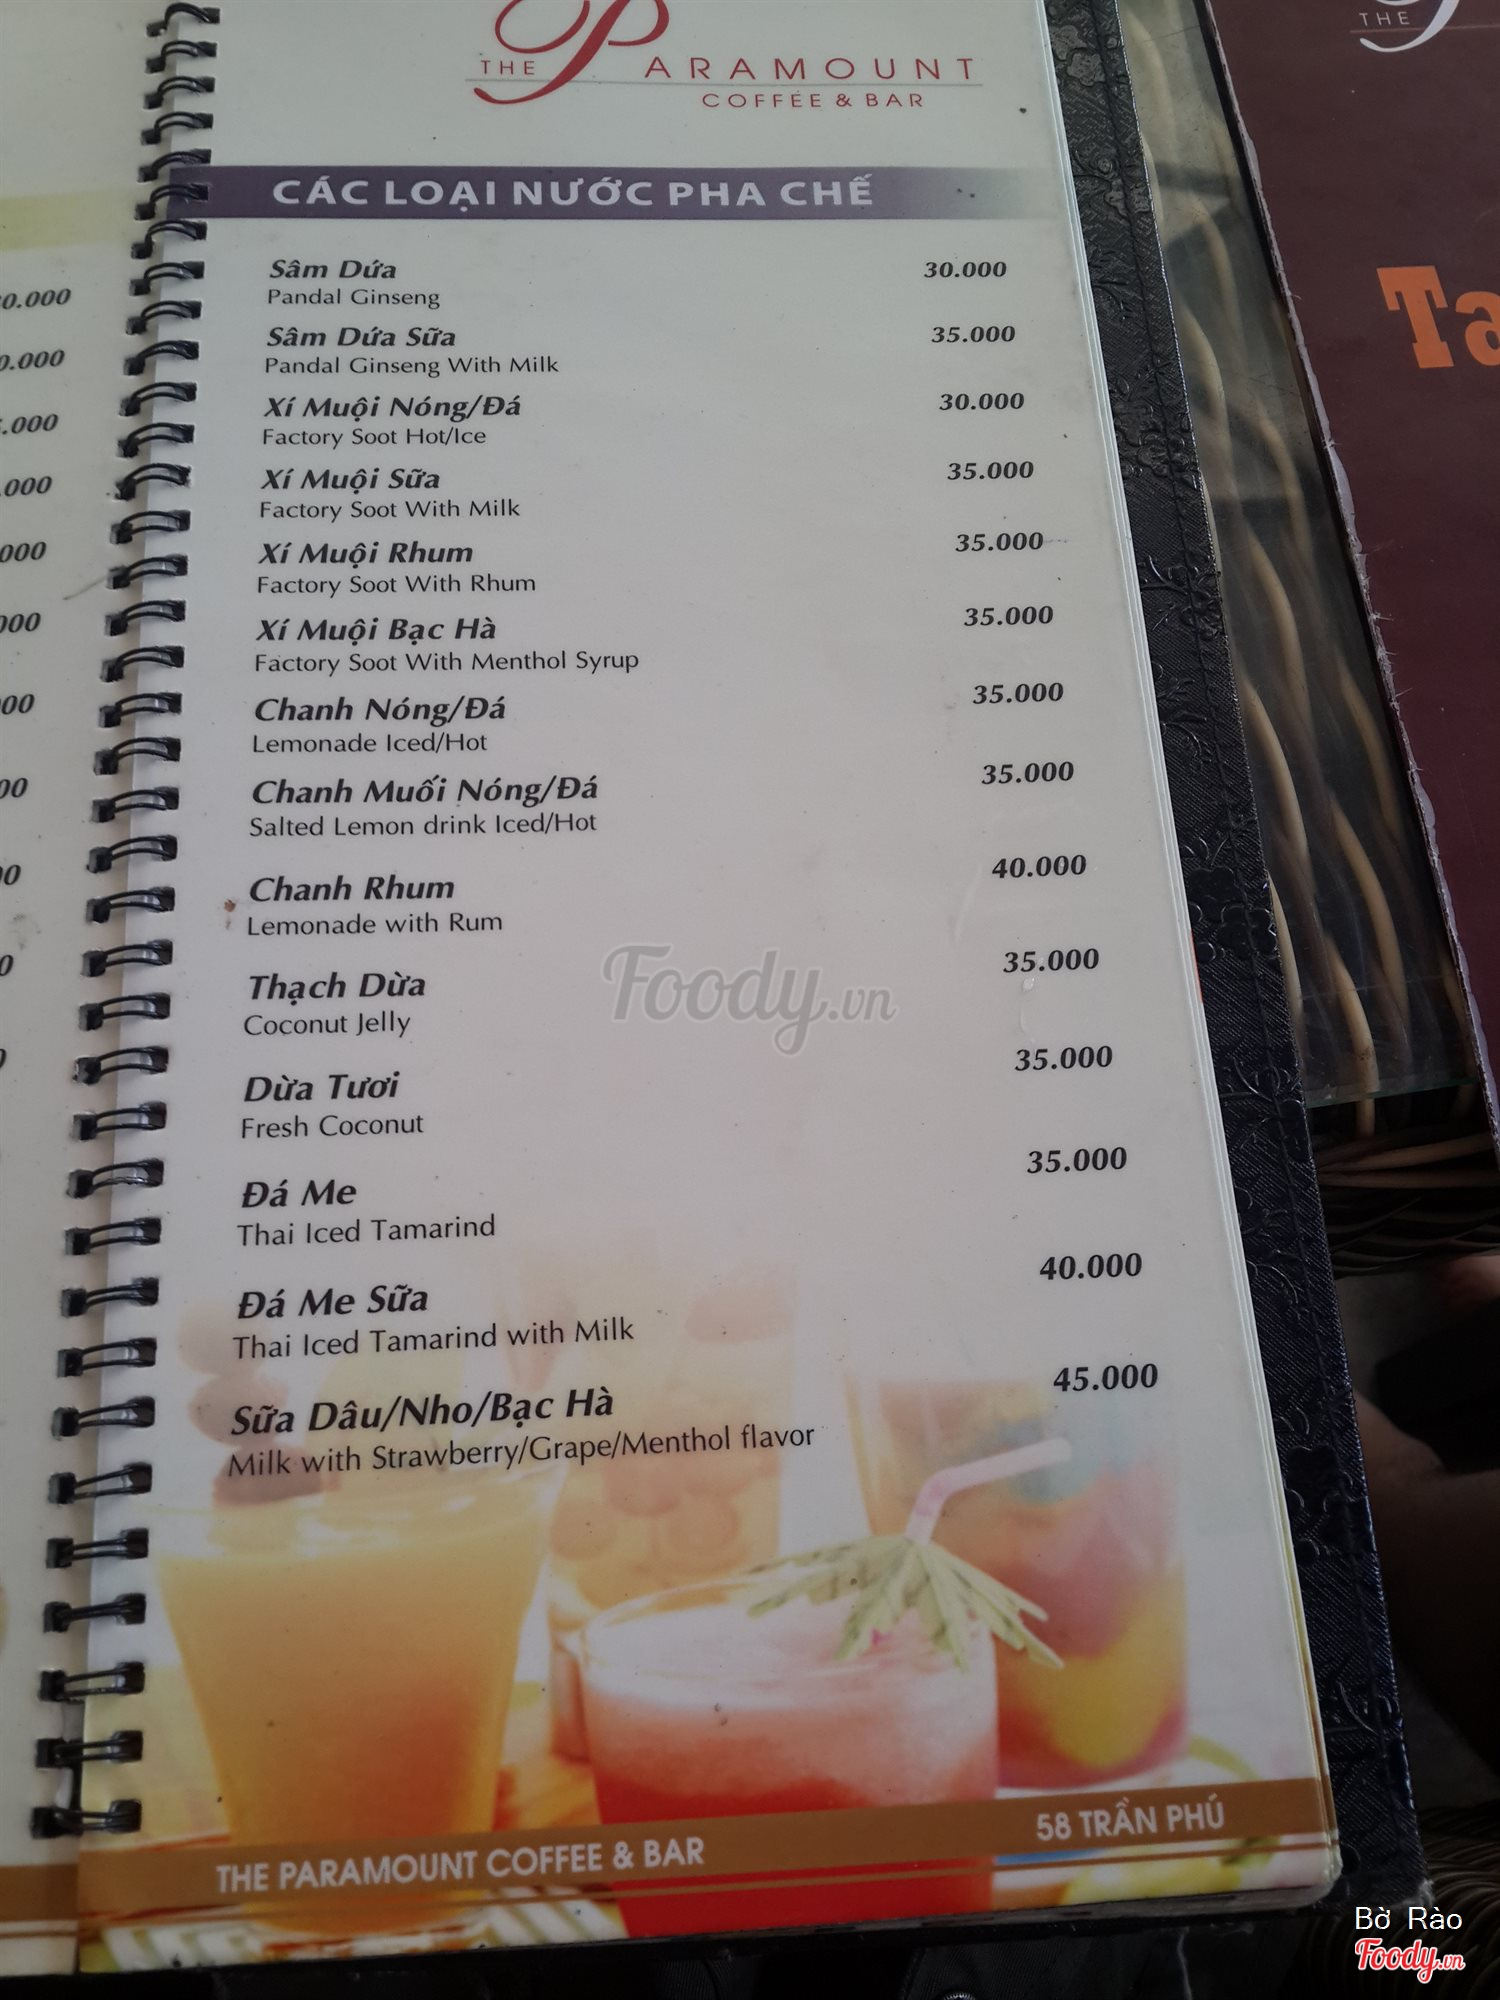 THE PARAMOUNT
COFFEE & BAR
CÁC LOẠI NƯỚC PHA CHẾ
Sâm Dứa 30.000
Pandal Ginseng
Sâm Dứa Sữa 35.000
Pandal Ginseng With Milk
Xí Muội Nóng/Đá 30.000
Factory Soot Hot/Ice
Xí Muội Sữa 35.000
Factory Soot With Milk
Xí Muội Rhum 35.000
Factory Soot With Rhum
Xí Muội Bạc Hà 35.000
Factory Soot With Menthol Syrup
Chanh Nóng/Đá 35.000
Lemonade Iced/Hot
Chanh Muối Nóng/Đá 35.000
Salted Lemon drink Iced/Hot
Chanh Rhum 40.000
Lemonade with Rum
Thạch Dừa 35.000
Coconut Jelly
Dừa Tươi 35.000
Fresh Coconut
Đá Me 35.000
Thai Iced Tamarind
Đá Me Sữa 40.000
Thai Iced Tamarind with Milk
Sữa Dâu/Nho/Bạc Hà 45.000
Milk with Strawberry/Grape/Menthol flavor
THE PARAMOUNT COFFEE & BAR 58 TRẦN PHÚ
Foody.vn
THE
Bờ Rào
Foody.vn